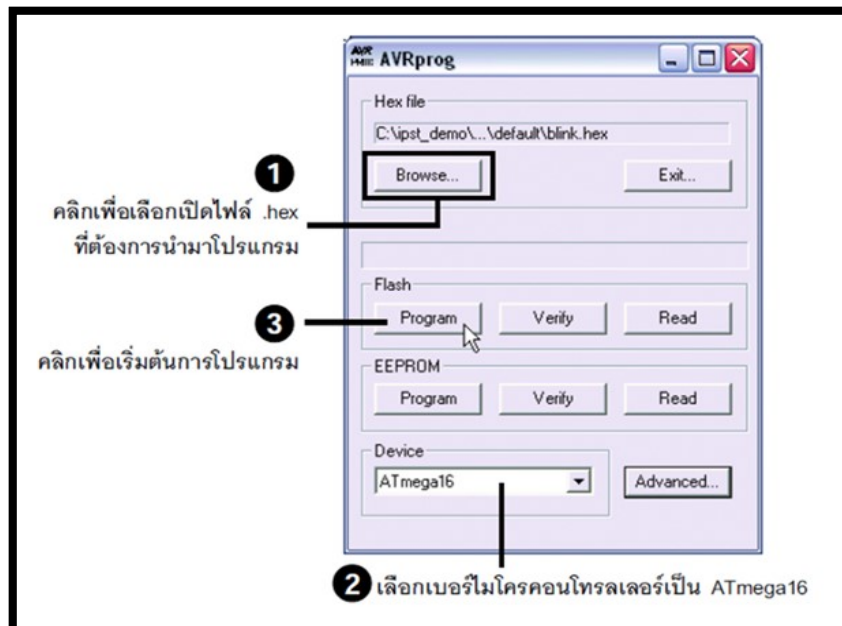 AVRprog
Hex file
C:\ipst_demo\...\default\blink.hex
Browse...
Exit...
1
คลิกเพื่อเลือกเปิดไฟล์ .hex
ที่ต้องการนำมาโปรแกรม
Flash
Program
Verify
Read
3
คลิกเพื่อเริ่มต้นการโปรแกรม
EEPROM
Program
Verify
Read
Device
ATmega16
Advanced...
2 เลือกเบอร์ไมโครคอนโทรลเลอร์เป็น ATmega16